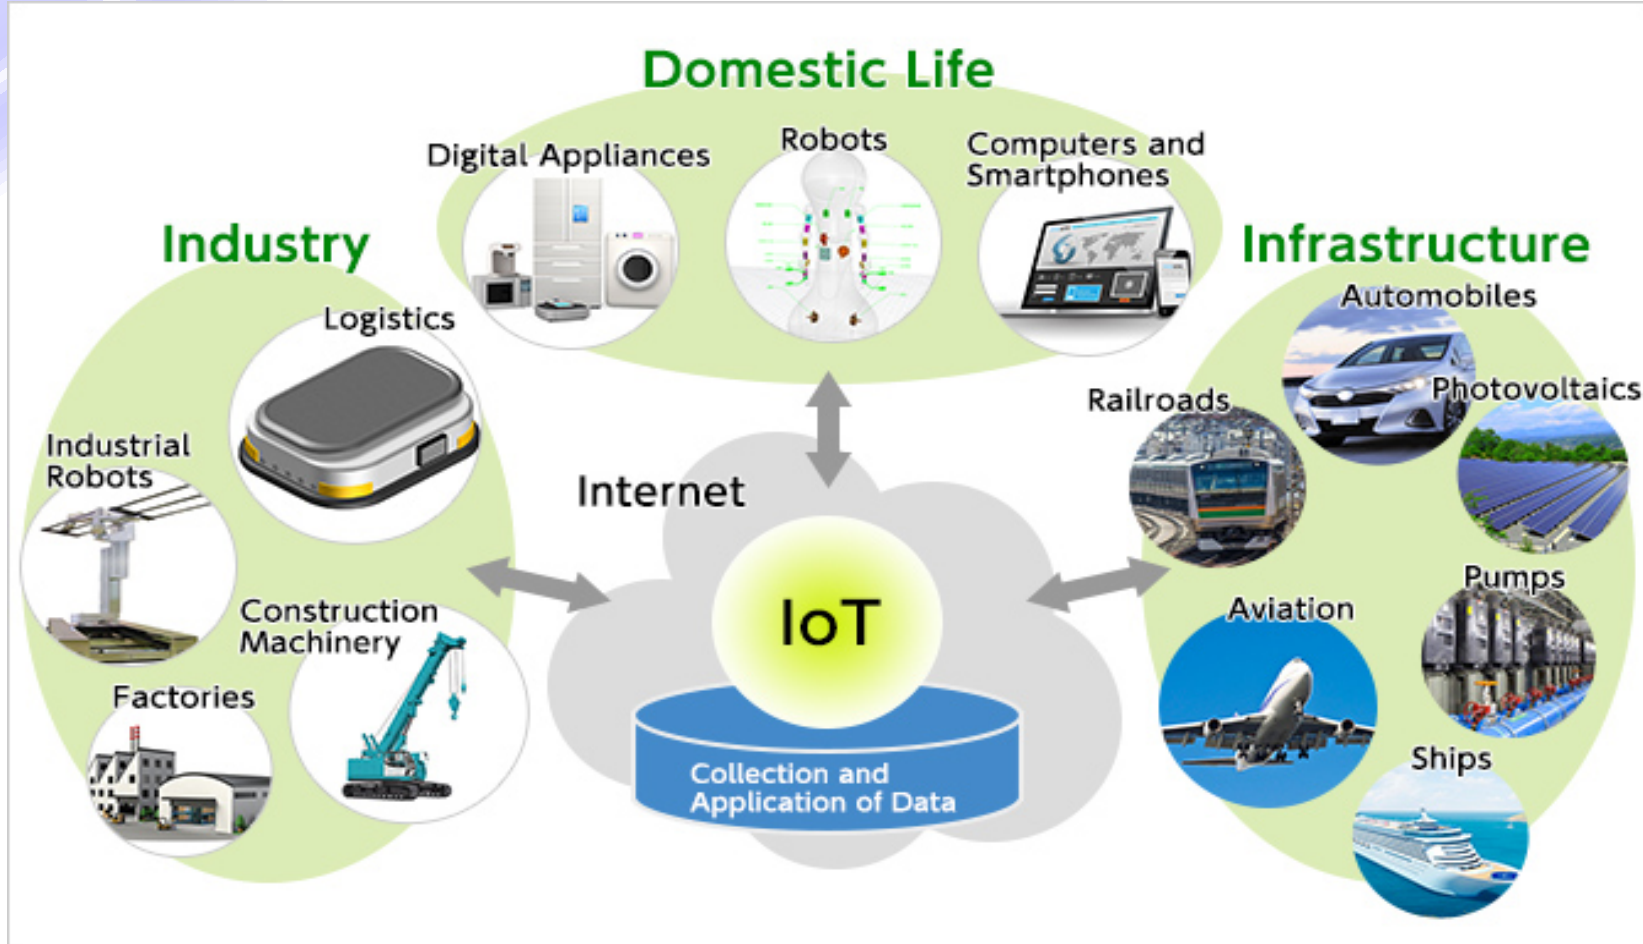 Domestic Life
Digital Appliances
Robots
Computers and
Smartphones
Industry
Logistics
Industrial
Robots
Construction
Machinery
Factories
Infrastructure
Automobiles
Photovoltaics
Railroads
Pumps
Aviation
Ships
Internet
IoT
Collection and
Application of Data